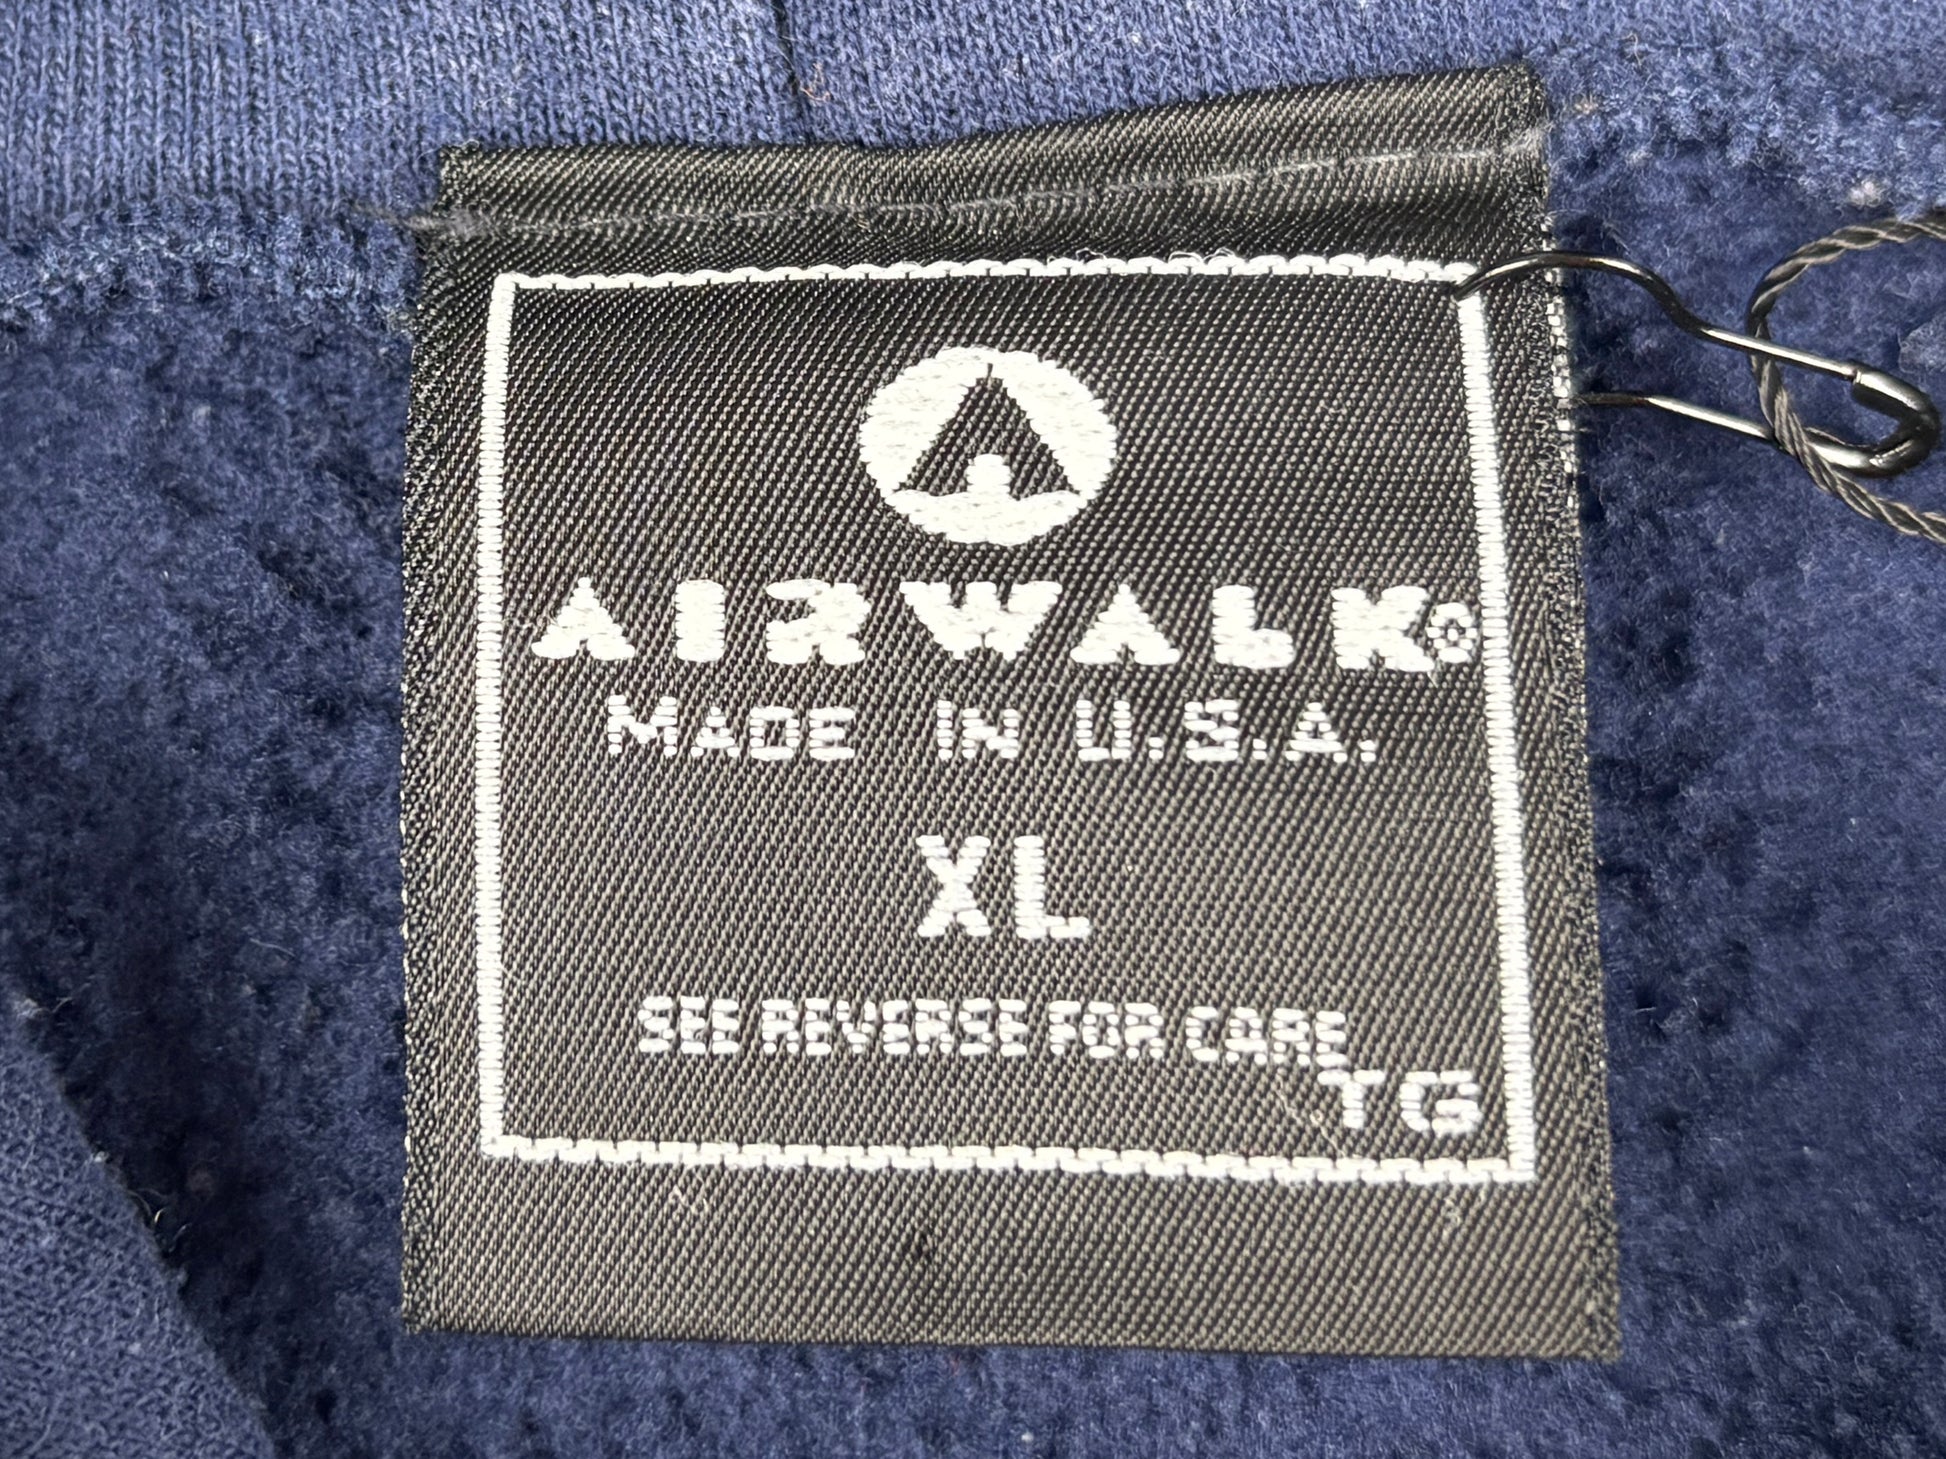 AIRWALK®
MADE IN U.S.A.
XL
SEE REVERSE FOR CARE
TG